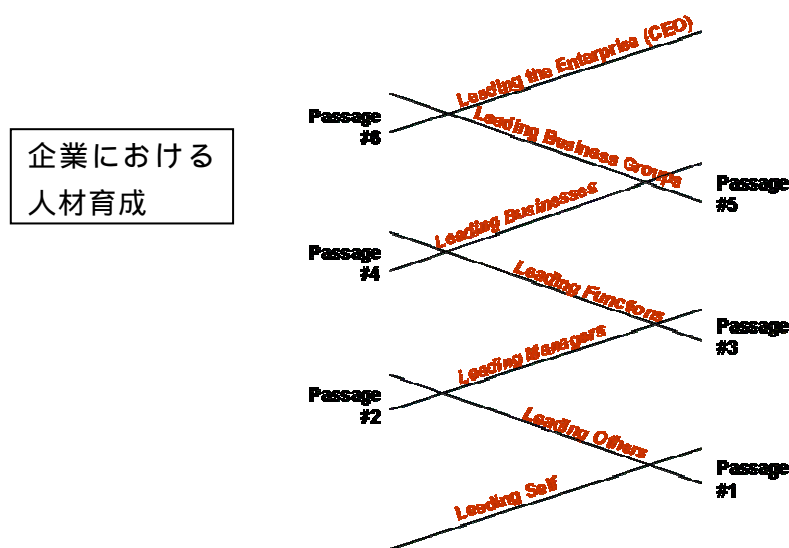 企業における
人材育成
Leading the Enterprise (CEO)
Passage
#6
Leading Business Groups
Passage
#5
Leading Businesses
Passage
#4
Leading Functions
Passage
#3
Leading Managers
Passage
#2
Leading Others
Passage
#1
Leading Self